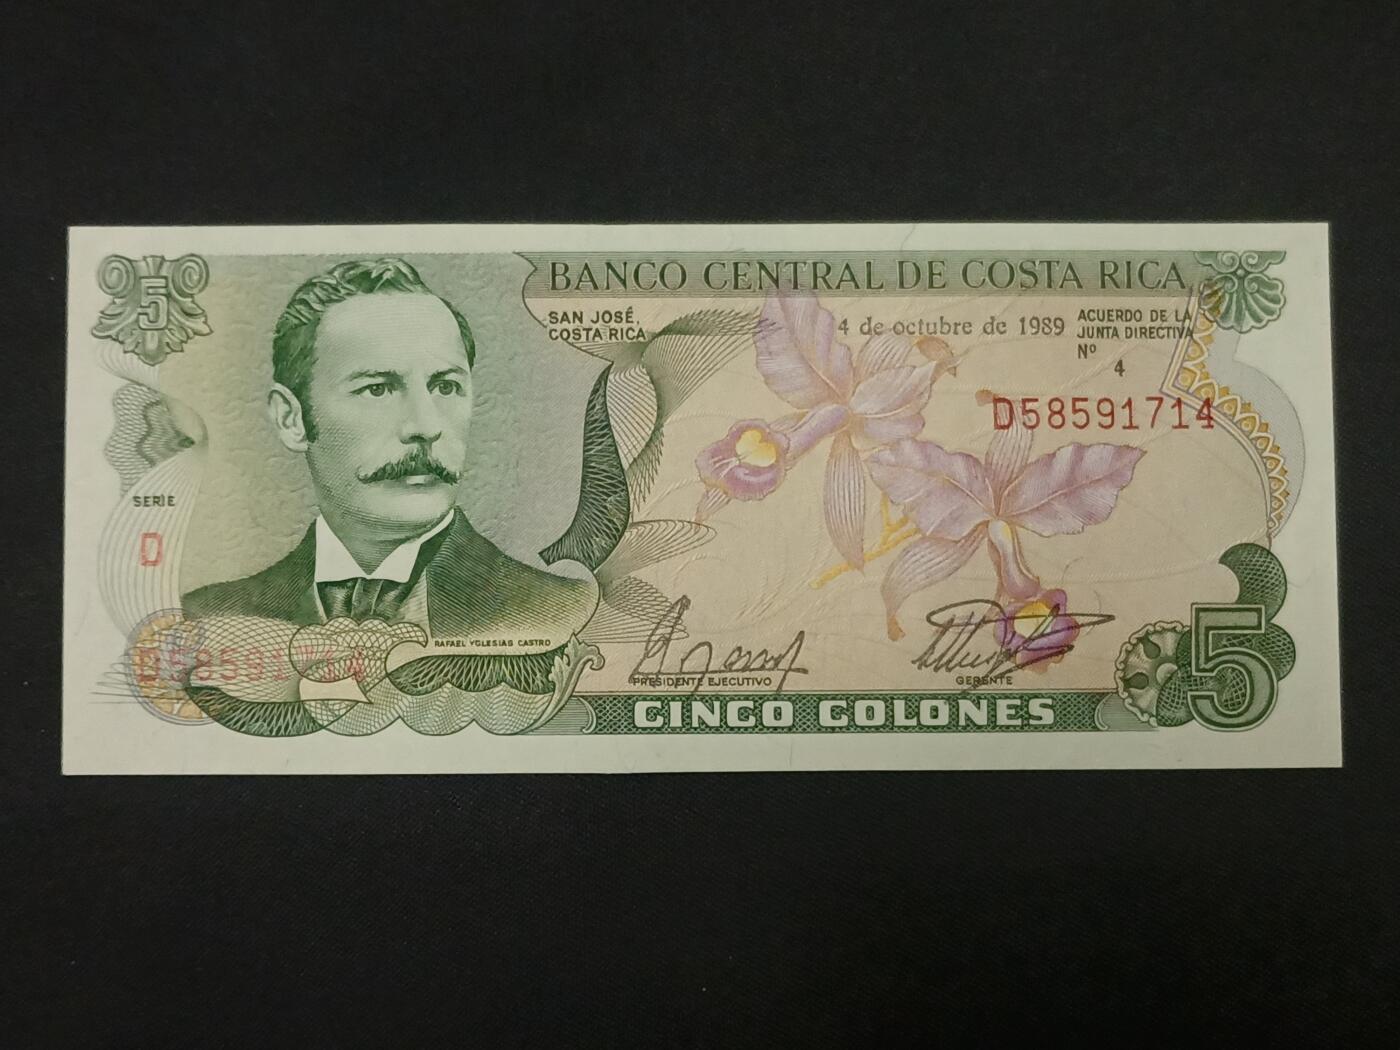 5
BANCO CENTRAL DE COSTA RICA
SAN JOSÉ,
COSTA RICA
4 de octubre de 1989
ACUERDO DE LA
JUNTA DIRECTIVA
Nº
4
D58591714
SERIE
D
RAFAEL YGLESIAS CASTRO
D58591714
PRESIDENTE EJECUTIVO
GERENTE
CINCO COLONES
5